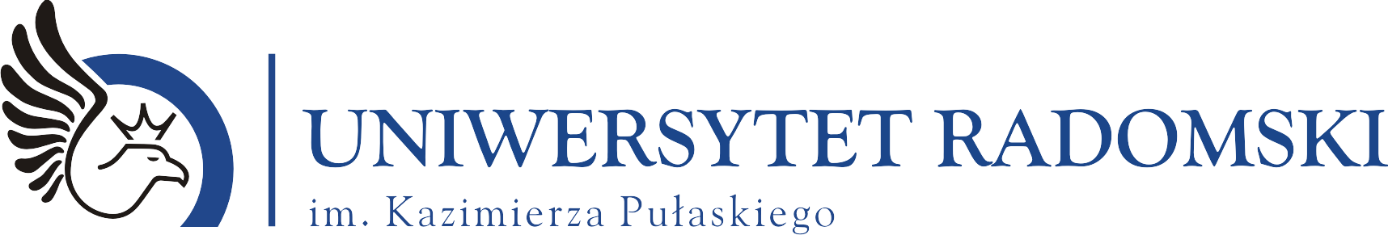 UNIWERSYTET RADOMSKI
im. Kazimierza Pułaskiego